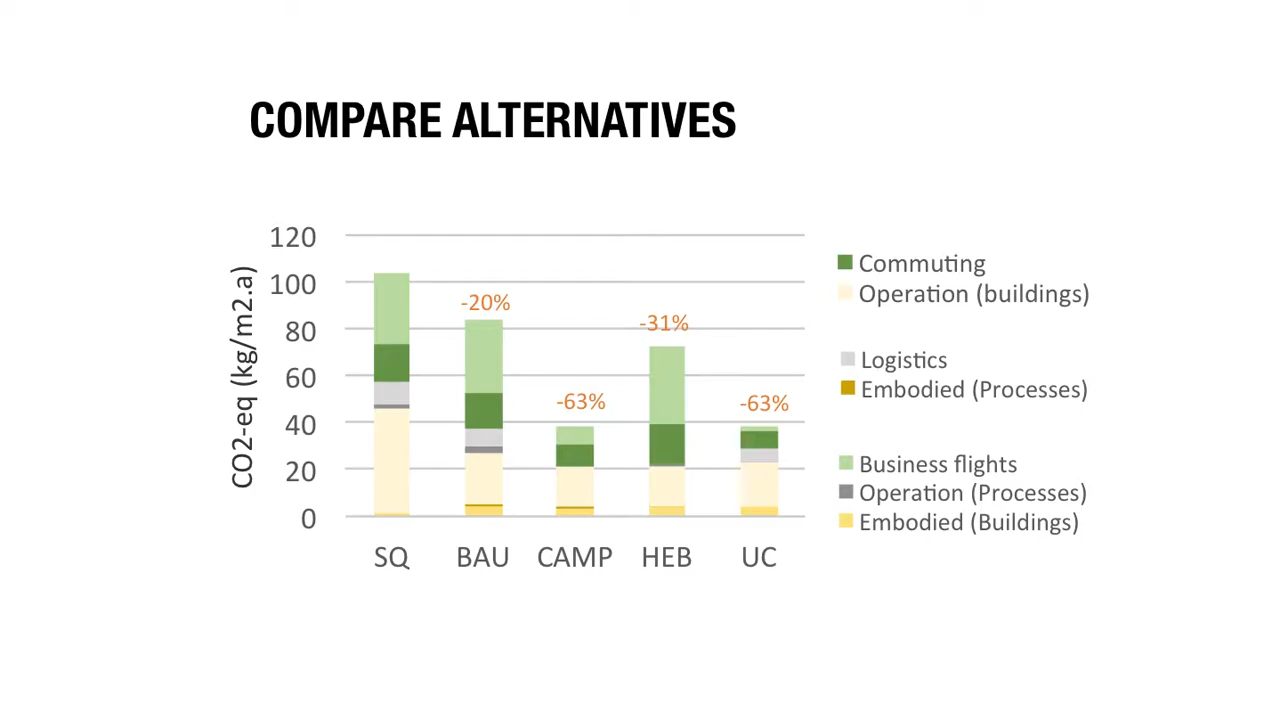 COMPARE ALTERNATIVES
CO2-eq (kg/m2.a)
120
100
80
60
40
20
0
-20%
-63%
-31%
-63%
SQ
BAU
CAMP
HEB
UC
Commuting
Operation (buildings)
Logistics
Embodied (Processes)
Business flights
Operation (Processes)
Embodied (Buildings)